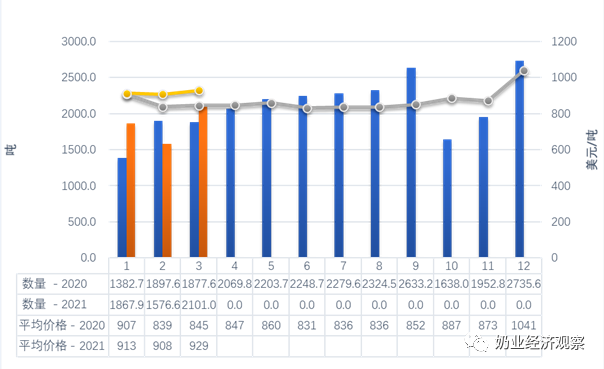 3000.0 1200
2500.0 1000
2000.0 800
1500.0 600
1000.0 400
500.0 200
0.0 0
吨
美元/吨
1 2 3 4 5 6 7 8 9 10 11 12
数量 - 2020 1382.7 1897.6 1877.6 2069.8 2203.7 2248.7 2279.6 2324.5 2633.2 1638.0 1952.8 2735.6
数量 - 2021 1867.9 1576.6 2101.0 0.0 0.0 0.0 0.0 0.0 0.0 0.0 0.0 0.0
平均价格 - 2020 907 839 845 847 860 831 836 836 852 887 873 1041
平均价格 - 2021 913 908 929
奶业经济观察